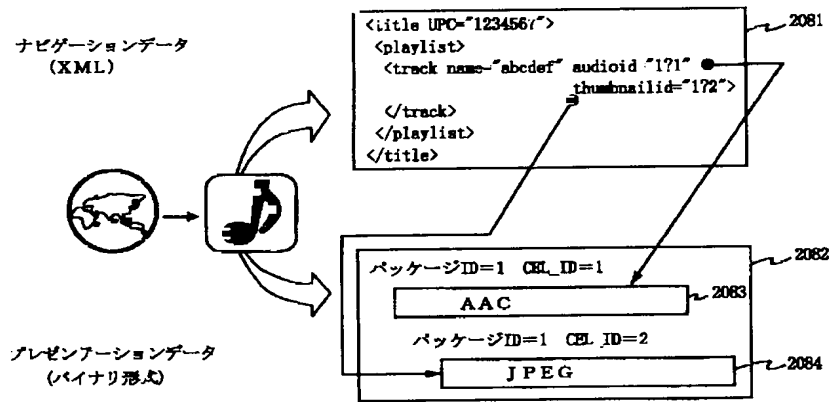 ナビゲーションデータ
(XML)
<title UPC="1234567">
<playlist>
<track name="abcdef" audioid="1?1"
thumbnailid="1?2">
</track>
</playlist>
</title>
2081
パッケージID=1 CEL_ID=1
2082
AAC
2083
パッケージID=1 CEL_ID=2
JPEG
2084
プレゼンテーションデータ
(バイナリ形式)